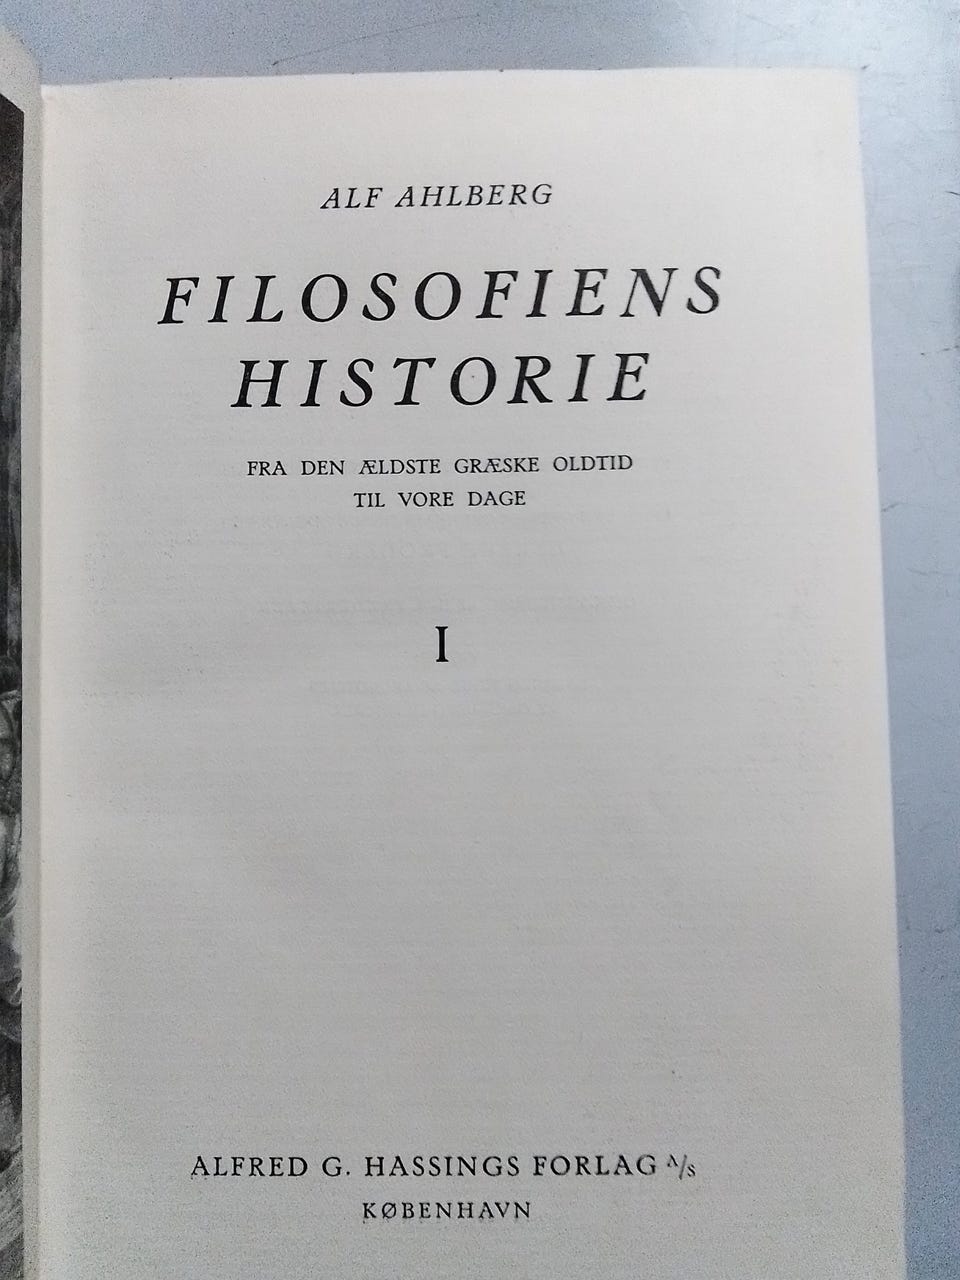 ALF AHLBERG
FILOSOFIENS
HISTORIE
FRA DEN ÆLDSTE GRÆSKE OLDTID
TIL VORE DAGE
I
ALFRED G. HASSINGS FORLAG A/S
KØBENHAVN